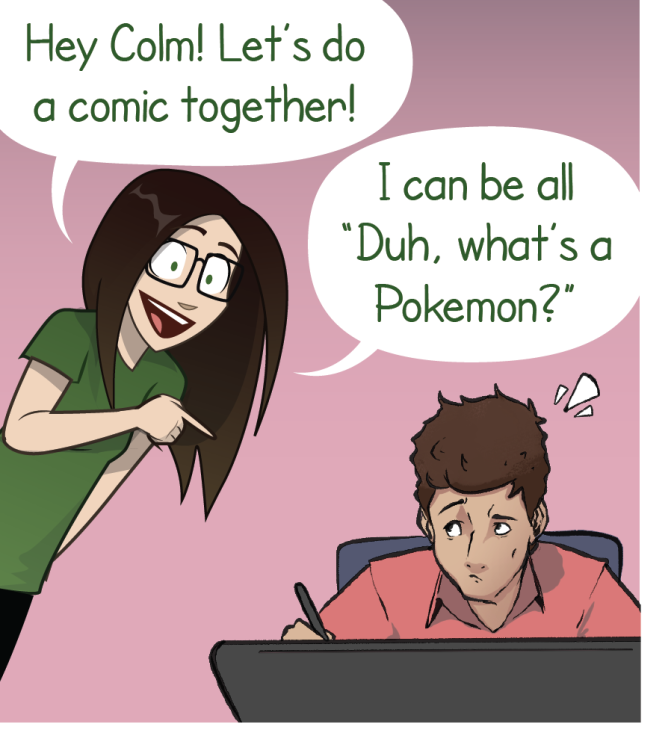 Hey Colm! Let's do
a comic together!
I can be all
"Duh, what's a
Pokemon?"